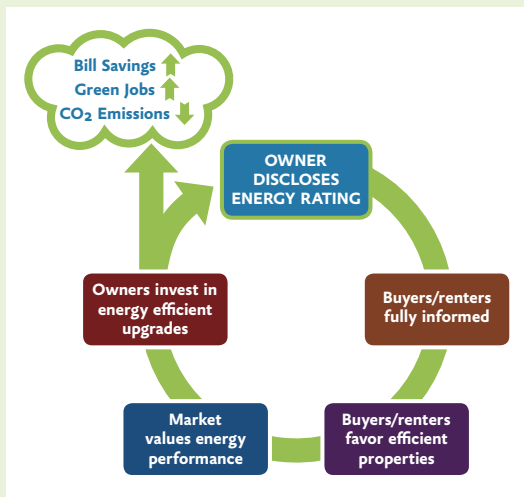 Bill Savings
Green Jobs
CO₂ Emissions
OWNER
DISCLOSES
ENERGY RATING
Buyers/renters
fully informed
Buyers/renters
favor efficient
properties
Market
values energy
performance
Owners invest in
energy efficient
upgrades